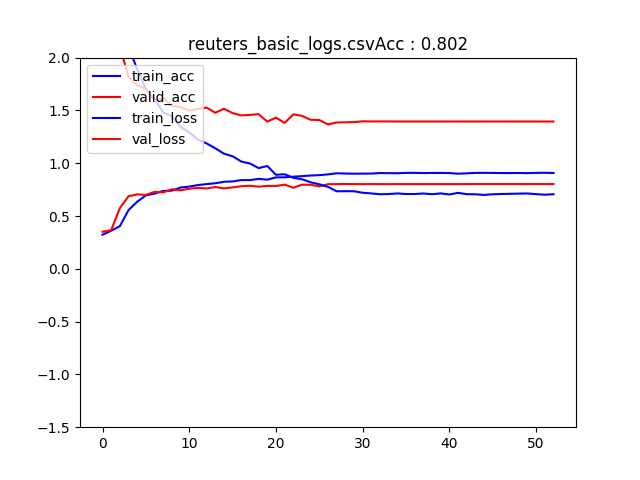 reuters_basic_logs.csvAcc : 0.802
2.0
1.5
1.0
0.5
0.0
−0.5
−1.0
−1.5
train_acc
valid_acc
train_loss
val_loss
0 10 20 30 40 50